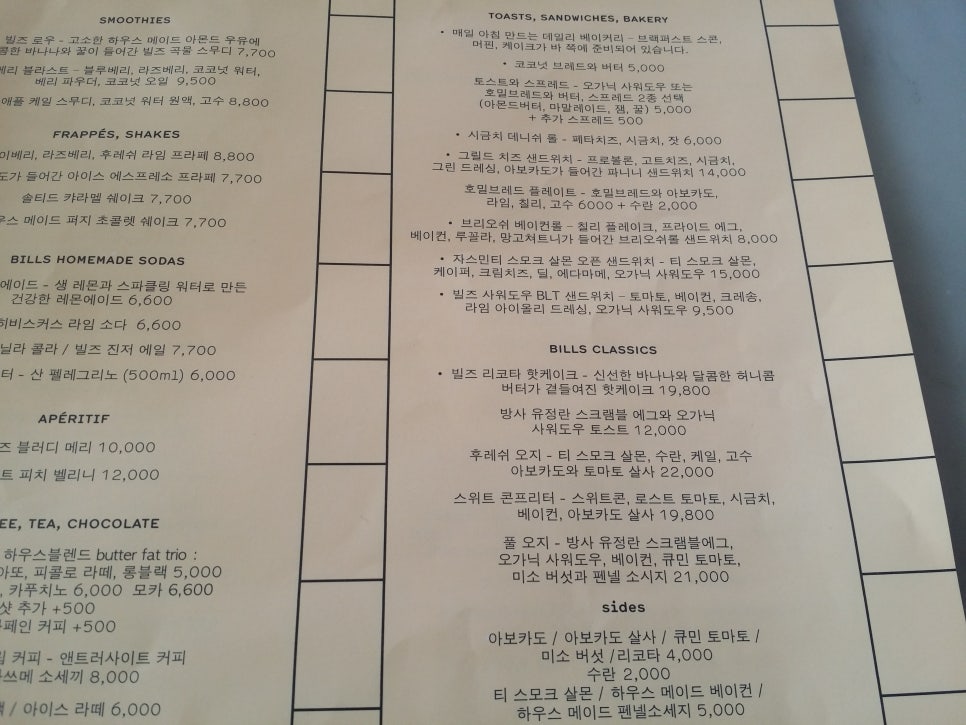 SMOOTHIES
빌즈 로우 - 고소한 하우스 메이드 아몬드 우유에
콤한 바나나와 꿀이 들어간 빌즈 곡물 스무디 7,700
베리 블라스트 - 블루베리, 라즈베리, 코코넛 워터,
베리 파우더, 코코넛 오일 9,500
애플 케일 스무디, 코코넛 워터 원액, 고수 8,800
FRAPPÉS, SHAKES
이베리, 라즈베리, 후레쉬 라임 프라페 8,800
도가 들어간 아이스 에스프레소 프라페 7,700
솔티드 캬라멜 쉐이크 7,700
우스 메이드 퍼지 초콜렛 쉐이크 7,700
BILLS HOMEMADE SODAS
에이드 - 생 레몬과 스파클링 워터로 만든
건강한 레몬에이드 6,600
히비스커스 라임 소다 6,600
닐라 콜라 / 빌즈 진저 에일 7,700
터 - 산 펠레그리노 (500ml) 6,000
APÉRITIF
즈 블러디 메리 10,000
트 피치 벨리니 12,000
EE, TEA, CHOCOLATE
하우스블렌드 butter fat trio :
아또, 피콜로 라떼, 롱블랙 5,000
, 카푸치노 6,000 모카 6,600
샷 추가 +500
카페인 커피 +500
립 커피 - 앤트러사이트 커피
나쓰메 소세끼 8,000
/ 아이스 라떼 6,000
TOASTS, SANDWICHES, BAKERY
• 매일 아침 만드는 데일리 베이커리 - 브랙퍼스트 스콘,
머핀, 케이크가 바 쪽에 준비되어 있습니다.
• 코코넛 브레드와 버터 5,000
토스트와 스프레드 - 오가닉 사워도우 또는
호밀브레드와 버터, 스프레드 2종 선택
(아몬드버터, 마말레이드, 잼, 꿀) 5,000
+ 추가 스프레드 500
• 시금치 데니쉬 롤 - 페타치즈, 시금치, 잣 6,000
• 그릴드 치즈 샌드위치 - 프로볼론, 고트치즈, 시금치,
그린 드레싱, 아보카도가 들어간 파니니 샌드위치 14,000
호밀브레드 플레이트 - 호밀브레드와 아보카도,
라임, 칠리, 고수 6000 + 수란 2,000
• 브리오쉬 베이컨롤 - 칠리 플레이크, 프라이드 에그,
베이컨, 루꼴라, 망고쳐트니가 들어간 브리오쉬롤 샌드위치 8,000
• 자스민티 스모크 살몬 오픈 샌드위치 - 티 스모크 살몬,
케이퍼, 크림치즈, 딜, 에다마메, 오가닉 사워도우 15,000
• 빌즈 사워도우 BLT 샌드위치 - 토마토, 베이컨, 크레송,
라임 아이올리 드레싱, 오가닉 사워도우 9,500
BILLS CLASSICS
• 빌즈 리코타 핫케이크 - 신선한 바나나와 달콤한 허니콤
버터가 곁들여진 핫케이크 19,800
방사 유정란 스크램블 에그와 오가닉
사워도우 토스트 12,000
후레쉬 오지 - 티 스모크 살몬, 수란, 케일, 고수
아보카도와 토마토 살사 22,000
스위트 콘프리터 - 스위트콘, 로스트 토마토, 시금치,
베이컨, 아보카도 살사 19,800
풀 오지 - 방사 유정란 스크램블에그,
오가닉 사워도우, 베이컨, 큐민 토마토,
미소 버섯과 펜넬 소시지 21,000
sides
아보카도 / 아보카도 살사 / 큐민 토마토 /
미소 버섯 /리코타 4,000
수란 2,000
티 스모크 살몬 / 하우스 메이드 베이컨 /
하우스 메이드 펜넬소세지 5,000